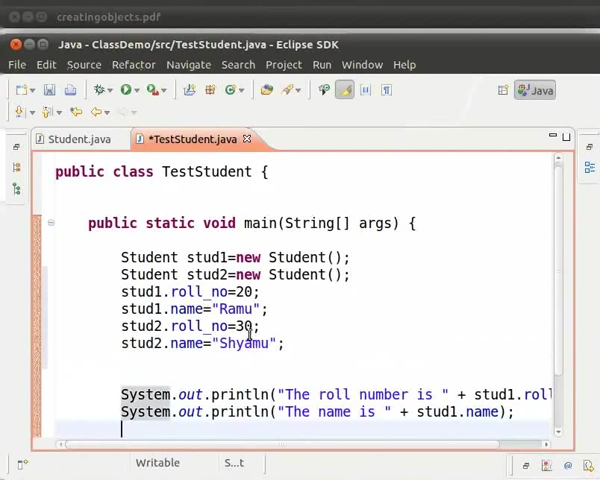 creatingobjects.pdf
Java - ClassDemo/src/TestStudent.java - Eclipse SDK
File Edit Source Refactor Navigate Search Project Run Window Help
Java
Student.java *TestStudent.java
public class TestStudent {
public static void main(String[] args) {
Student stud1=new Student();
Student stud2=new Student();
stud1.roll_no=20;
stud1.name="Ramu";
stud2.roll_no=30;
stud2.name="Shyamu";
System.out.println("The roll number is " + stud1.roll
System.out.println("The name is " + stud1.name);
Writable S...t